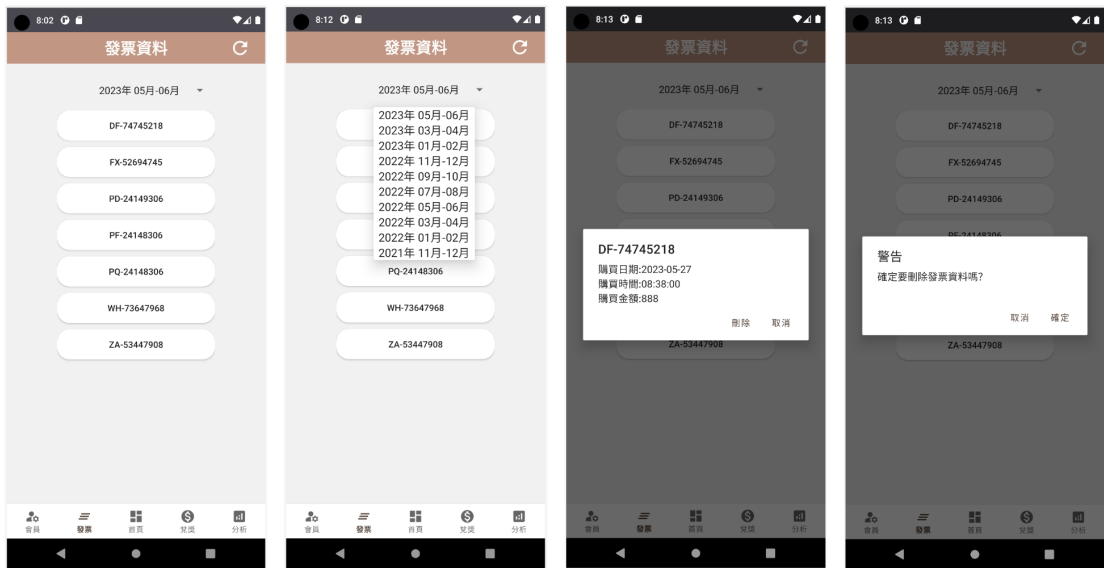 8:02
發票資料
2023年 05月-06月
DF-74745218
FX-52694745
PD-24149306
PF-24148306
PQ-24148306
WH-73647968
ZA-53447908
會員 發票 首頁 兌獎 分析
8:12
發票資料
2023年 05月-06月
2023年 05月-06月
2023年 03月-04月
2023年 01月-02月
2022年 11月-12月
2022年 09月-10月
2022年 07月-08月
2022年 05月-06月
2022年 03月-04月
2022年 01月-02月
2021年 11月-12月
PQ-24148306
WH-73647968
ZA-53447908
會員 發票 首頁 兌獎 分析
8:13
發票資料
2023年 05月-06月
DF-74745218
FX-52694745
PD-24149306
DF-74745218
購買日期:2023-05-27
購買時間:08:38:00
購買金額:888
刪除 取消
ZA-53447908
會員 發票 首頁 兌獎 分析
8:13
發票資料
2023年 05月-06月
DF-74745218
FX-52694745
PD-24149306
PF-24148306
警告
確定要刪除發票資料嗎?
取消 確定
ZA-53447908
會員 發票 首頁 兌獎 分析